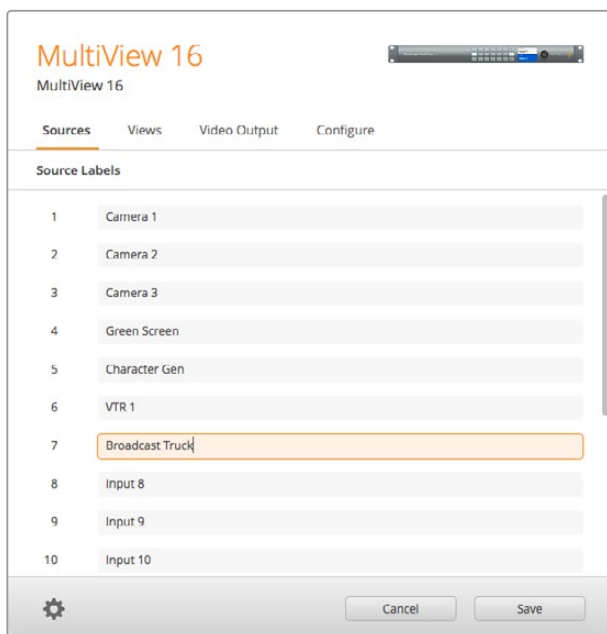 MultiView 16
MultiView 16
Sources Views Video Output Configure
Source Labels
1 Camera 1
2 Camera 2
3 Camera 3
4 Green Screen
5 Character Gen
6 VTR 1
7 Broadcast Truck
8 Input 8
9 Input 9
10 Input 10
Cancel Save